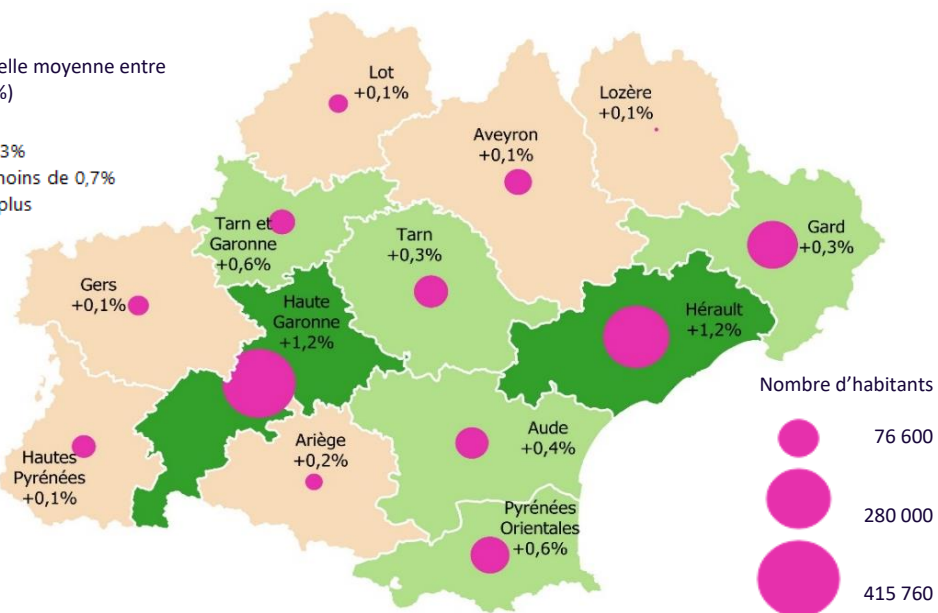 elle moyenne entre
%)
3%
noins de 0,7%
plus
Lot
+0,1%
Lozère
+0,1%
Aveyron
+0,1%
Tarn et
Garonne
+0,6%
Tarn
+0,3%
Gard
+0,3%
Gers
+0,1%
Haute
Garonne
+1,2%
Hérault
+1,2%
Hautes
Pyrénées
+0,1%
Ariège
+0,2%
Aude
+0,4%
Pyrénées
Orientales
+0,6%
Nombre d’habitants
76 600
280 000
415 760